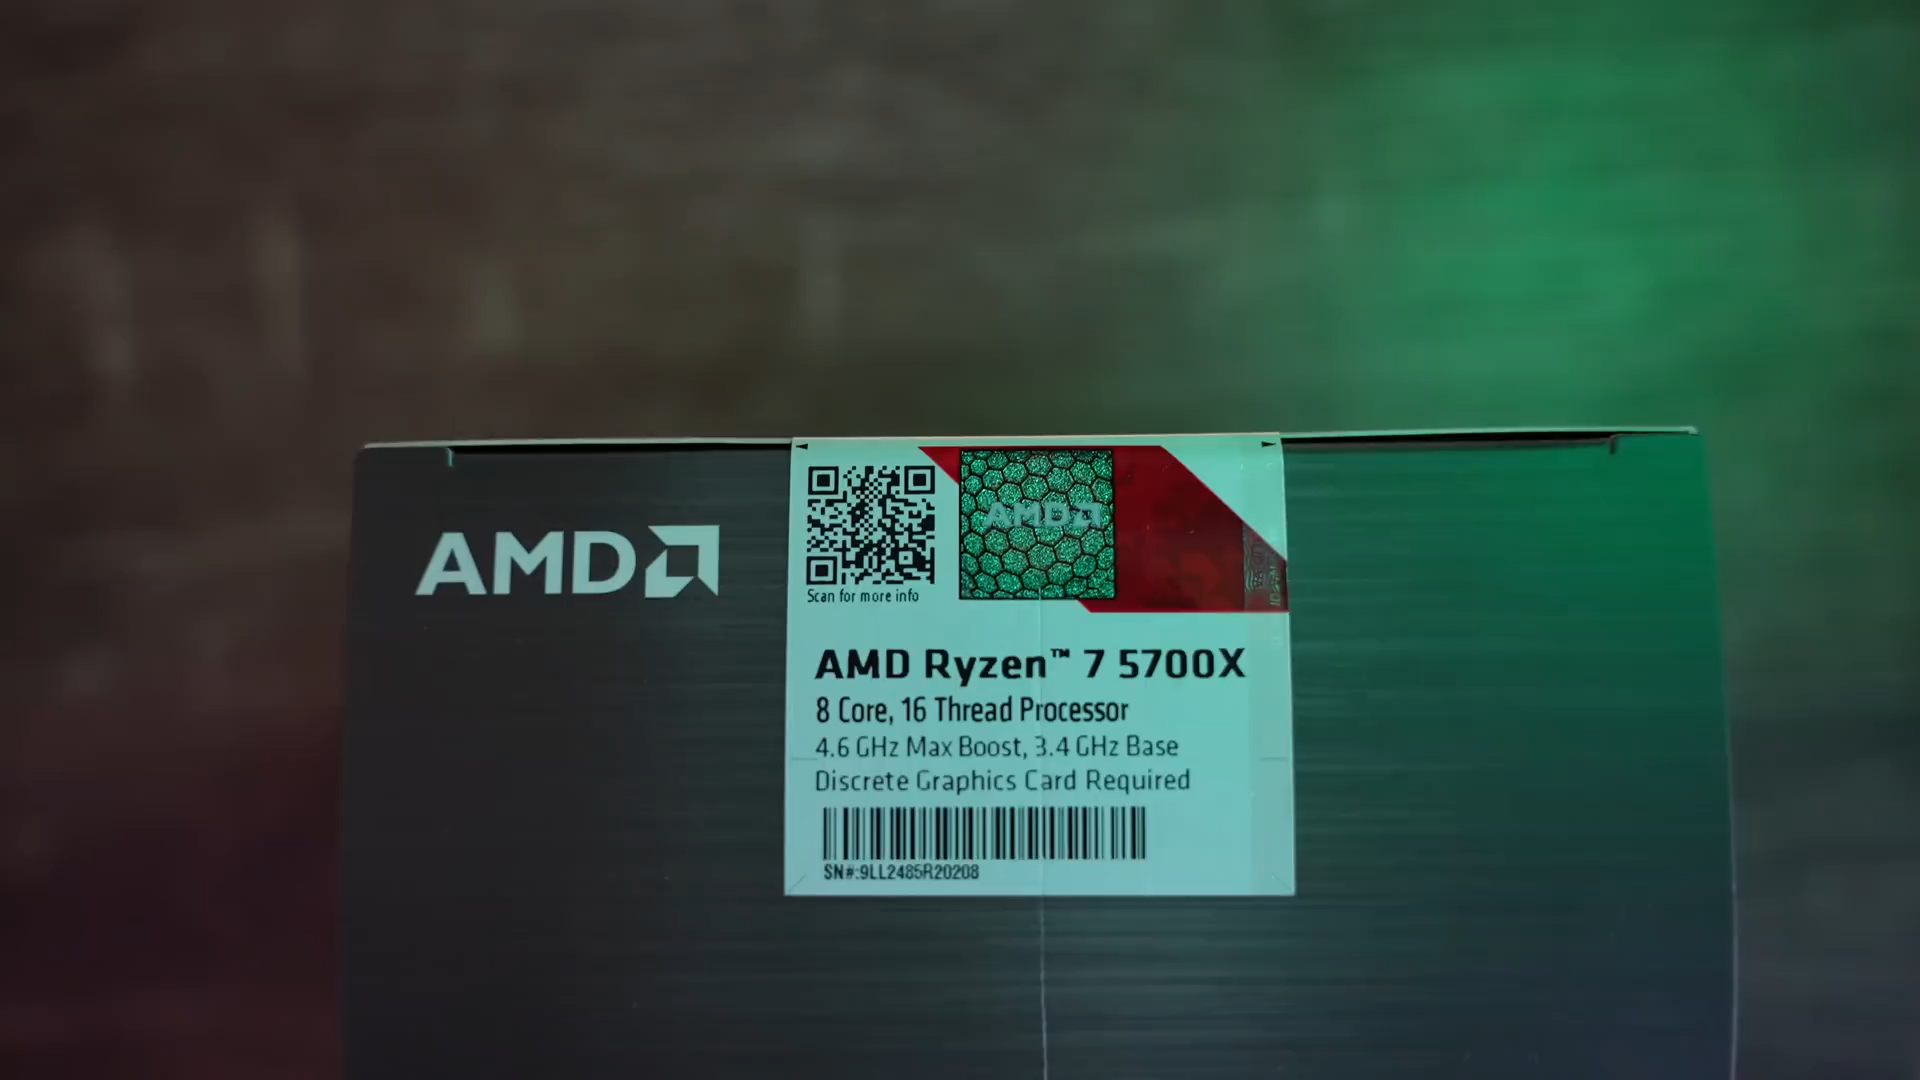 AMD
AMD
Scan for more info
AMD Ryzen™ 7 5700X
8 Core, 16 Thread Processor
4.6 GHz Max Boost, 3.4 GHz Base
Discrete Graphics Card Required
SN#:9LL2485R20208